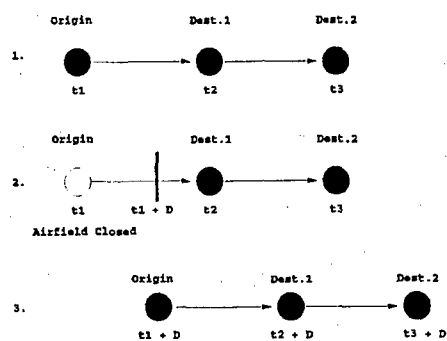 Origin Dest.1 Dest.2
1.
t1 t2 t3
Origin Dest.1 Dest.2
2.
t1 t1 + D t2 t3
Airfield Closed
Origin Dest.1 Dest.2
3.
t1 + D t2 + D t3 + D